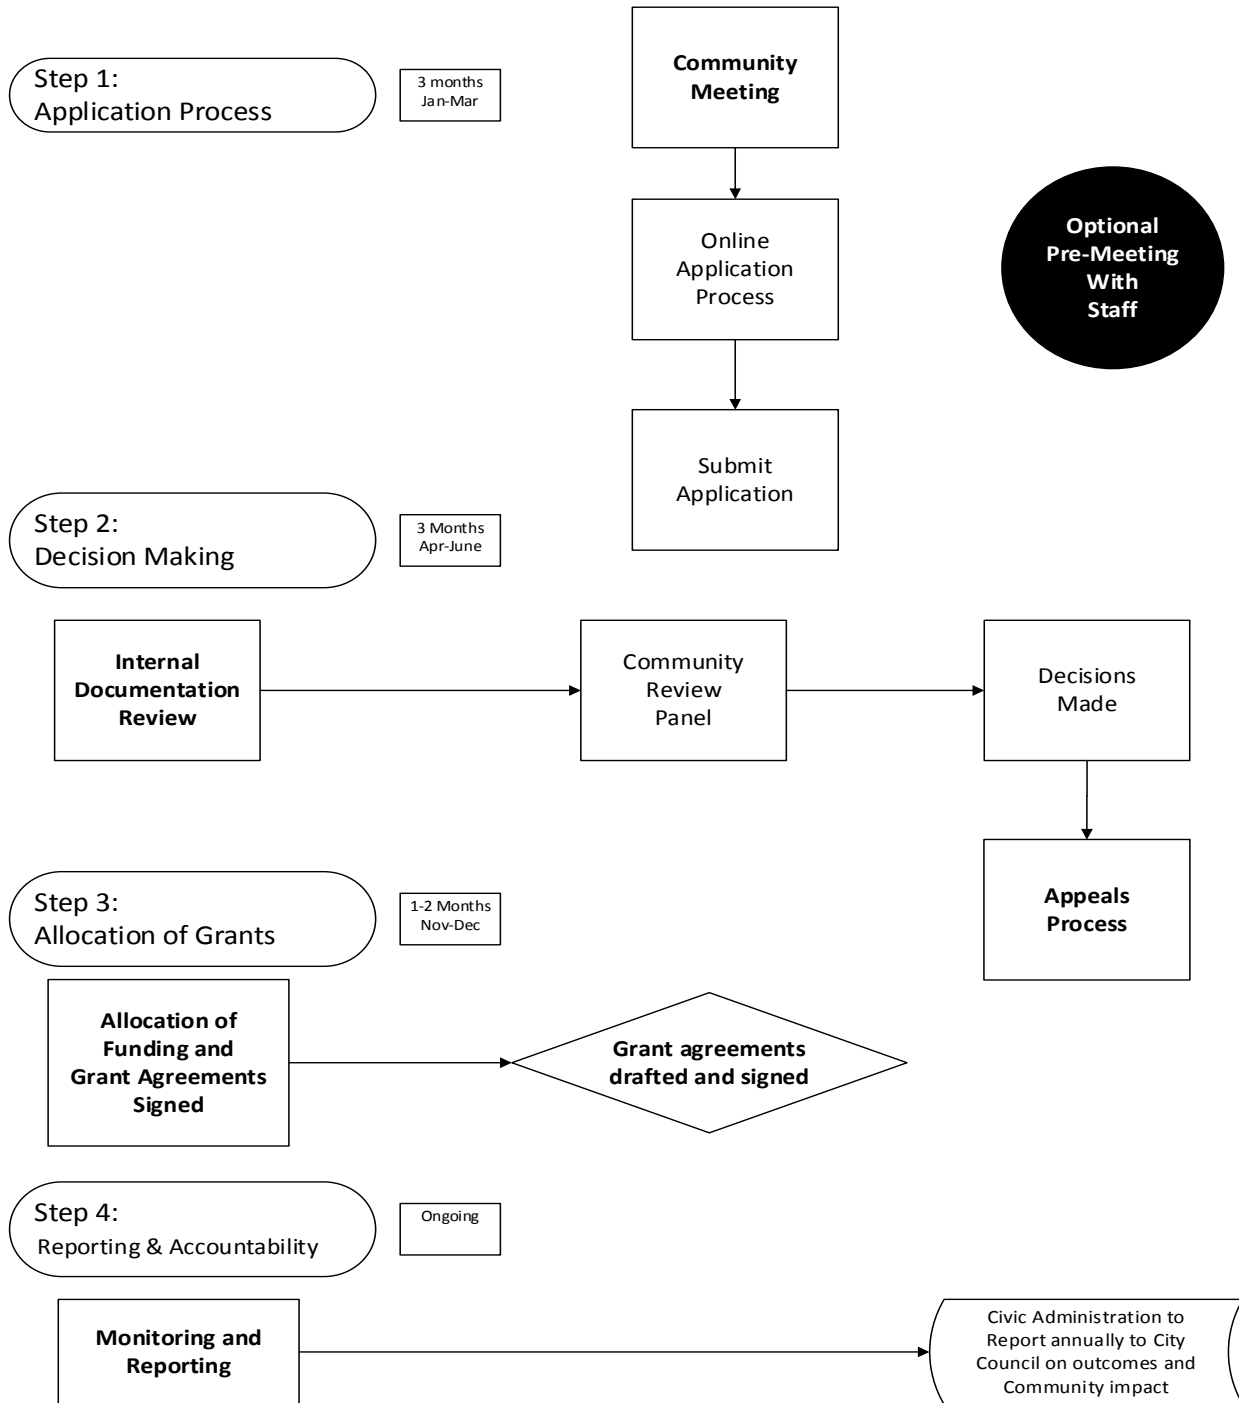 Step 1:
Application Process
3 months
Jan-Mar
Community
Meeting
Online
Application
Process
Optional
Pre-Meeting
With
Staff
Submit
Application
Step 2:
Decision Making
3 Months
Apr-June
Internal
Documentation
Review
Community
Review
Panel
Decisions
Made
Appeals
Process
Step 3:
Allocation of Grants
1-2 Months
Nov-Dec
Allocation of
Funding and
Grant Agreements
Signed
Grant agreements
drafted and signed
Step 4:
Reporting & Accountability
Ongoing
Monitoring and
Reporting
Civic Administration to
Report annually to City
Council on outcomes and
Community impact